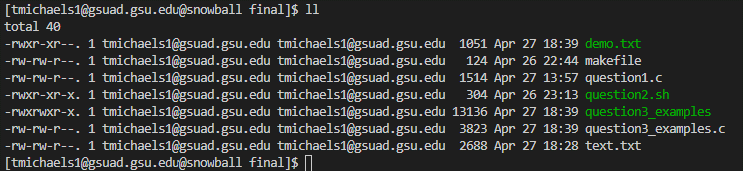 [tmichaels1@gsuad.gsu.edu@snowball final]$ ll
total 40
-rwxr-xr--. 1 tmichaels1@gsuad.gsu.edu tmichaels1@gsuad.gsu.edu  1051 Apr 27 18:39 demo.txt
-rw-rw-r--. 1 tmichaels1@gsuad.gsu.edu tmichaels1@gsuad.gsu.edu   124 Apr 26 22:44 makefile
-rw-rw-r--. 1 tmichaels1@gsuad.gsu.edu tmichaels1@gsuad.gsu.edu  1514 Apr 27 13:57 question1.c
-rwxr-xr-x. 1 tmichaels1@gsuad.gsu.edu tmichaels1@gsuad.gsu.edu   304 Apr 26 23:13 question2.sh
-rwxrwxr-x. 1 tmichaels1@gsuad.gsu.edu tmichaels1@gsuad.gsu.edu 13136 Apr 27 18:39 question3_examples
-rw-rw-r--. 1 tmichaels1@gsuad.gsu.edu tmichaels1@gsuad.gsu.edu  3823 Apr 27 18:39 question3_examples.c
-rw-rw-r--. 1 tmichaels1@gsuad.gsu.edu tmichaels1@gsuad.gsu.edu  2688 Apr 27 18:28 text.txt
[tmichaels1@gsuad.gsu.edu@snowball final]$